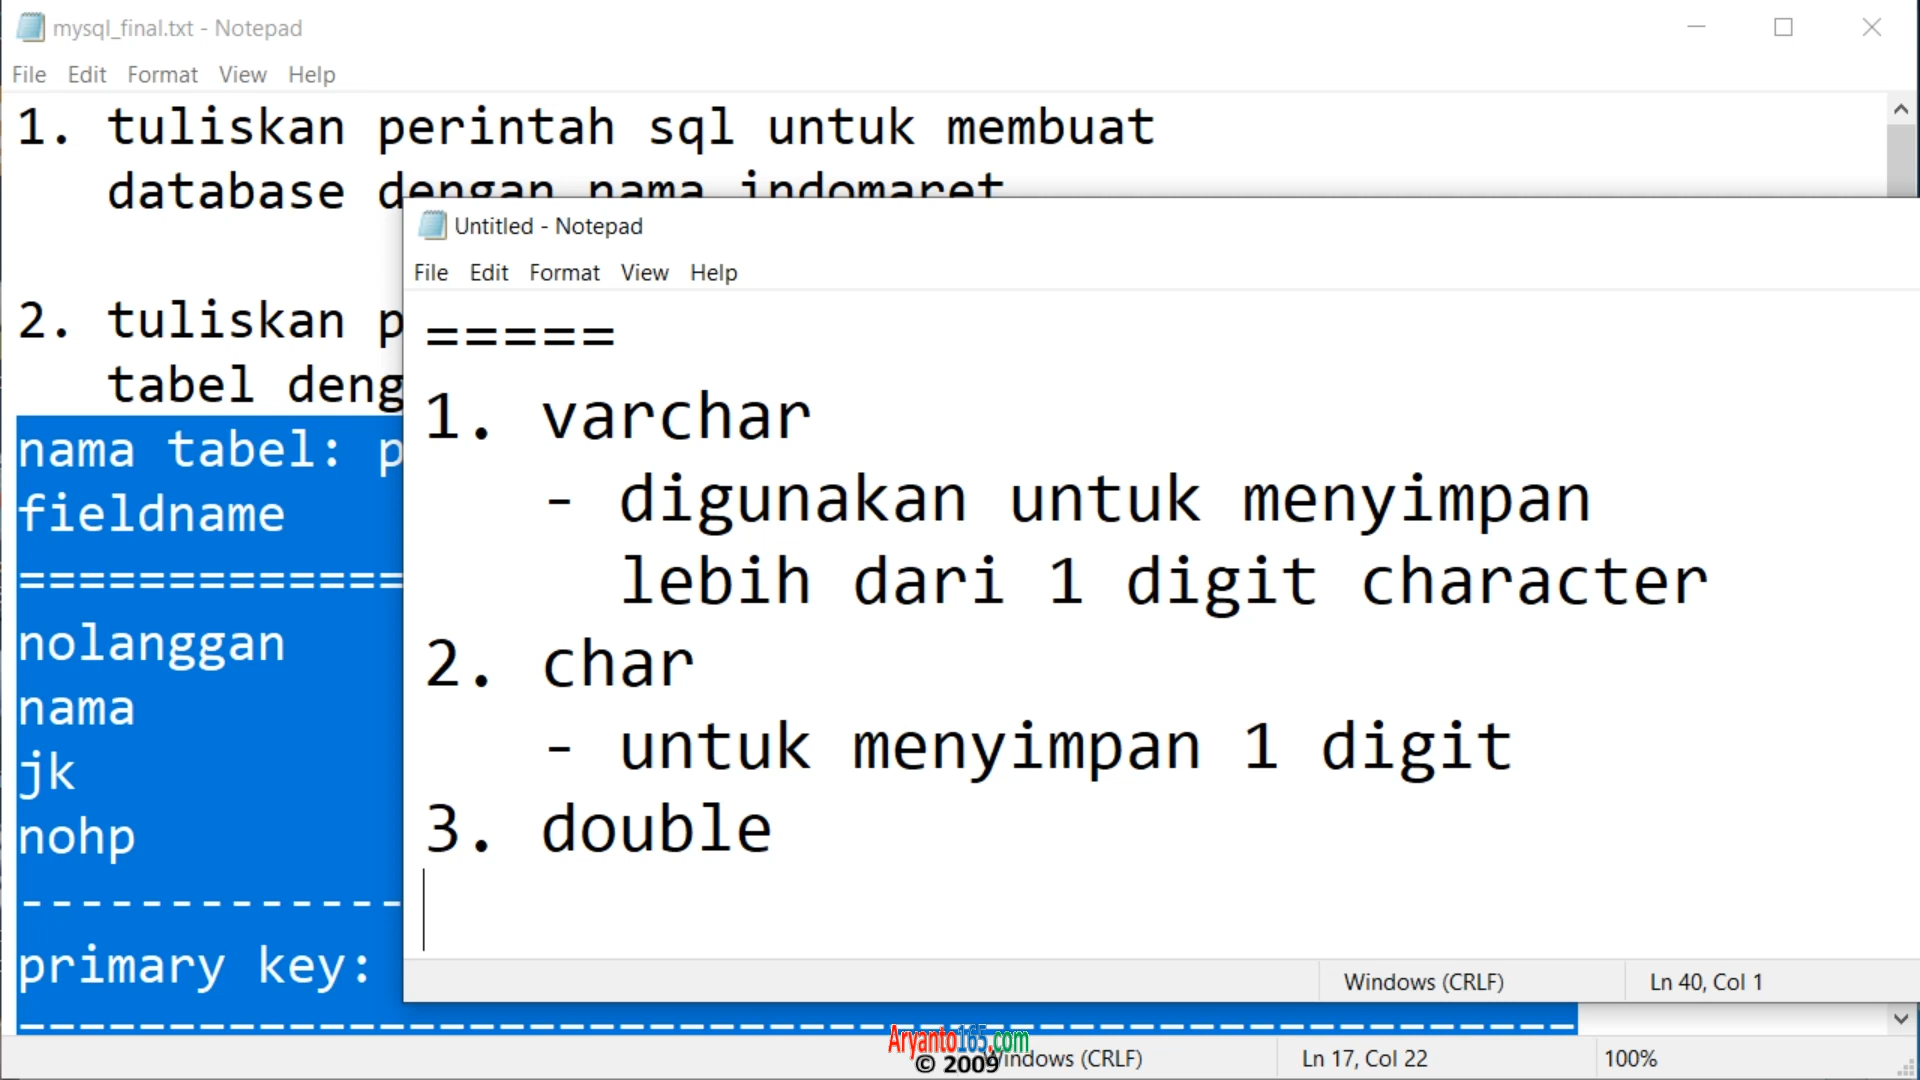 mysql_final.txt - Notepad
File Edit Format View Help
1. tuliskan perintah sql untuk membuat
database dengan nama indomaret
2. tuliskan p
tabel deng
nama tabel: p
fieldname
=============
nolanggan
nama
jk
nohp
-------------
primary key:
----------------------------------------------------
Untitled - Notepad
File Edit Format View Help
=====
1. varchar
- digunakan untuk menyimpan
lebih dari 1 digit character
2. char
- untuk menyimpan 1 digit
3. double
Windows (CRLF) Ln 40, Col 1
Aryanto165.com
© 2009
Windows (CRLF) Ln 17, Col 22 100%